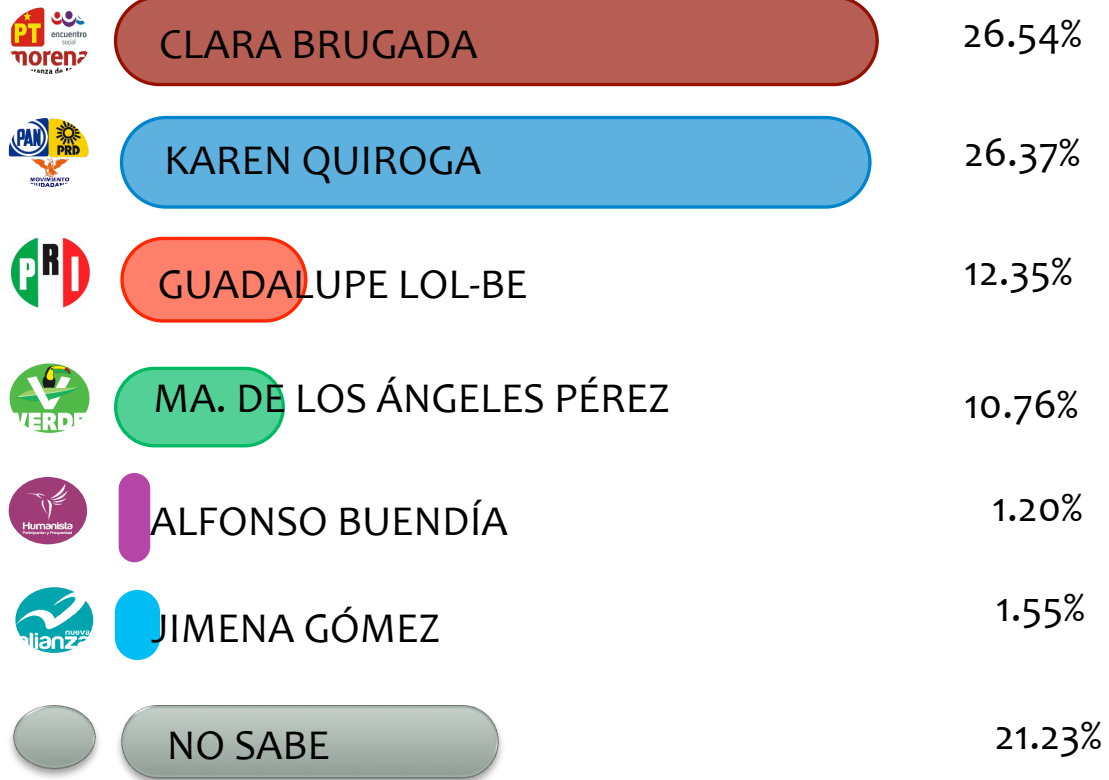 PT
encuentro
social
morena
CLARA BRUGADA
26.54%
PAN
PRD
MOVIMIENTO
CIUDADANO
KAREN QUIROGA
26.37%
PRI
GUADALUPE LOL-BE
12.35%
VERDE
MA. DE LOS ÁNGELES PÉREZ
10.76%
Humanista
ALFONSO BUENDÍA
1.20%
nueva
alianza
JIMENA GÓMEZ
1.55%
NO SABE
21.23%